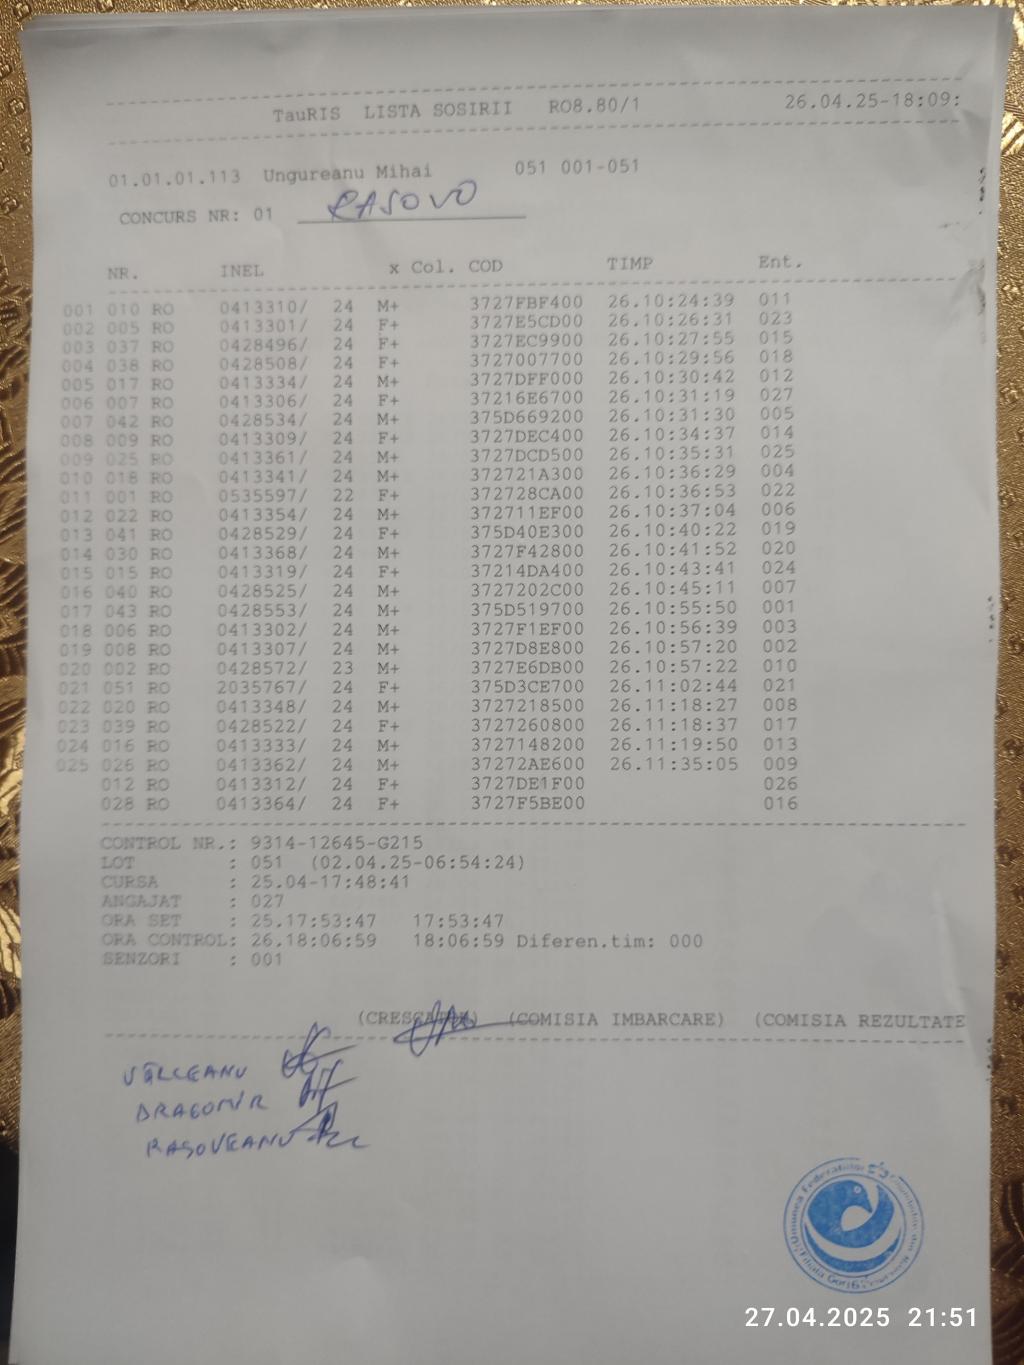 TauRIS LISTA SOSIRII RO8.80/1 26.04.25-18:09:
01.01.01.113 Ungureanu Mihai 051 001-051
CONCURS NR: 01 RASOVO
NR. INEL x Col. COD TIMP Ent.
001 010 RO 0413310/ 24 M+ 3727FBF400 26.10:24:39 011
002 005 RO 0413301/ 24 F+ 3727E5CD00 26.10:26:31 023
003 037 RO 0428496/ 24 F+ 3727EC9900 26.10:27:55 015
004 038 RO 0428508/ 24 F+ 3727007700 26.10:29:56 018
005 017 RO 0413334/ 24 M+ 3727DFF000 26.10:30:42 012
006 007 RO 0413306/ 24 F+ 37216E6700 26.10:31:19 027
007 042 RO 0428534/ 24 M+ 375D669200 26.10:31:30 005
008 009 RO 0413309/ 24 F+ 3727DEC400 26.10:34:37 014
009 025 RO 0413361/ 24 M+ 3727DCD500 26.10:35:31 025
010 018 RO 0413341/ 24 M+ 372721A300 26.10:36:29 004
011 001 RO 0535597/ 22 F+ 372728CA00 26.10:36:53 022
012 022 RO 0413354/ 24 M+ 372711EF00 26.10:37:04 006
013 041 RO 0428529/ 24 F+ 375D40E300 26.10:40:22 019
014 030 RO 0413368/ 24 M+ 3727F42800 26.10:41:52 020
015 015 RO 0413319/ 24 F+ 37214DA400 26.10:43:41 024
016 040 RO 0428525/ 24 M+ 3727202C00 26.10:45:11 007
017 043 RO 0428553/ 24 M+ 375D519700 26.10:55:50 001
018 006 RO 0413302/ 24 M+ 3727F1EF00 26.10:56:39 003
019 008 RO 0413307/ 24 M+ 3727D8E800 26.10:57:20 002
020 002 RO 0428572/ 23 M+ 3727E6DB00 26.10:57:22 010
021 051 RO 2035767/ 24 F+ 375D3CE700 26.11:02:44 021
022 020 RO 0413348/ 24 M+ 3727218500 26.11:18:27 008
023 039 RO 0428522/ 24 F+ 3727260800 26.11:18:37 017
024 016 RO 0413333/ 24 M+ 3727148200 26.11:19:50 013
025 026 RO 0413362/ 24 M+ 37272AE600 26.11:35:05 009
012 RO 0413312/ 24 F+ 3727DE1F00 026
028 RO 0413364/ 24 F+ 3727F5BE00 016
CONTROL NR.: 9314-12645-G215
LOT : 051 (02.04.25-06:54:24)
CURSA : 25.04-17:48:41
ANGAJAT : 027
ORA SET : 25.17:53:47 17:53:47
ORA CONTROL: 26.18:06:59 18:06:59 Diferen.tim: 000
SENZORI : 001
(CRESCATOR) (COMISIA IMBARCARE) (COMISIA REZULTATE
VÂLCEANU
DRAGOMIR
RASOVEANU
Uniunea Federatiilor
Filiala Gorj
27.04.2025 21:51